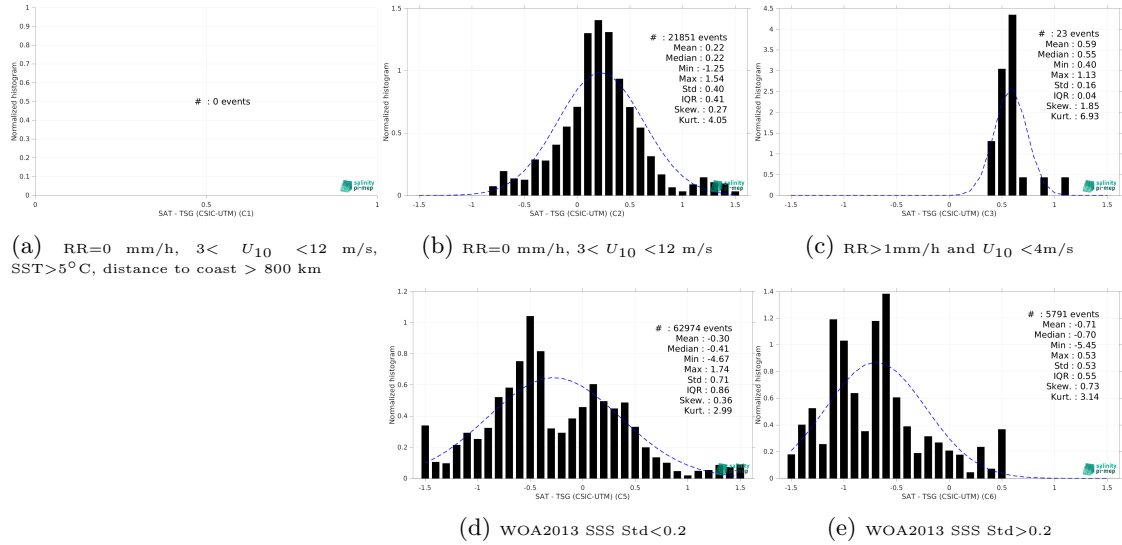 1
0.9
0.8
0.7
0.6
0.5
0.4
0.3
0.2
0.1
0
0
0.5
1
Normalized histogram
# : 0 events
salinity
pi-mep
SAT - TSG (CSIC-UTM) (C1)
(a) RR=0 mm/h, 3< U10 <12 m/s,
SST>5°C, distance to coast > 800 km
1.5
1
0.5
0
-1.5
-1
-0.5
0
0.5
1
1.5
Normalized histogram
# : 21851 events
Mean : 0.22
Median : 0.22
Min : -1.25
Max : 1.54
Std : 0.40
IQR : 0.41
Skew. : 0.27
Kurt. : 4.05
salinity
pi-mep
SAT - TSG (CSIC-UTM) (C2)
(b) RR=0 mm/h, 3< U10 <12 m/s
4.5
4
3.5
3
2.5
2
1.5
1
0.5
0
-1.5
-1
-0.5
0
0.5
1
1.5
Normalized histogram
# : 23 events
Mean : 0.59
Median : 0.55
Min : 0.40
Max : 1.13
Std : 0.16
IQR : 0.04
Skew. : 1.85
Kurt. : 6.93
salinity
pi-mep
SAT - TSG (CSIC-UTM) (C3)
(c) RR>1mm/h and U10 <4m/s
1.2
1
0.8
0.6
0.4
0.2
0
-1.5
-1
-0.5
0
0.5
1
1.5
Normalized histogram
# : 62974 events
Mean : -0.30
Median : -0.41
Min : -4.67
Max : 1.74
Std : 0.71
IQR : 0.86
Skew. : 0.36
Kurt. : 2.99
salinity
pi-mep
SAT - TSG (CSIC-UTM) (C5)
(d) WOA2013 SSS Std<0.2
1.4
1.2
1
0.8
0.6
0.4
0.2
0
-1.5
-1
-0.5
0
0.5
1
1.5
Normalized histogram
# : 5791 events
Mean : -0.71
Median : -0.70
Min : -5.45
Max : 0.53
Std : 0.53
IQR : 0.55
Skew. : 0.73
Kurt. : 3.14
salinity
pi-mep
SAT - TSG (CSIC-UTM) (C6)
(e) WOA2013 SSS Std>0.2